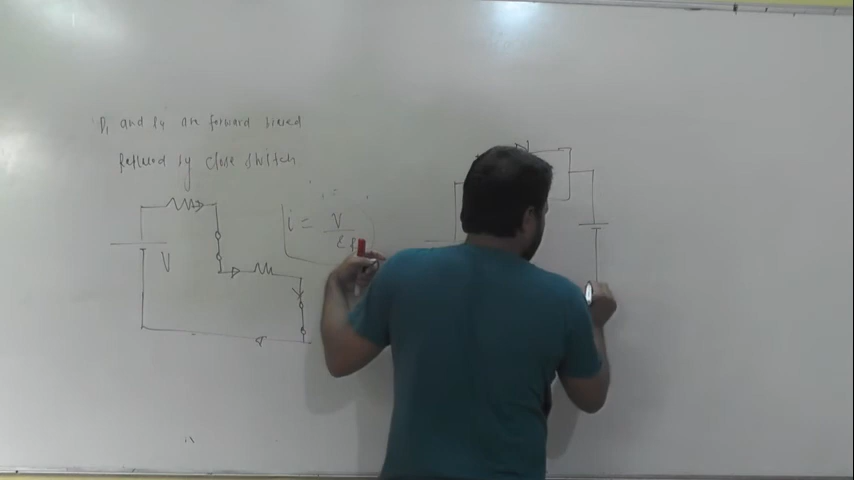 D₁ and D₄ are forward biased
Replaced by close switch
V
i = V